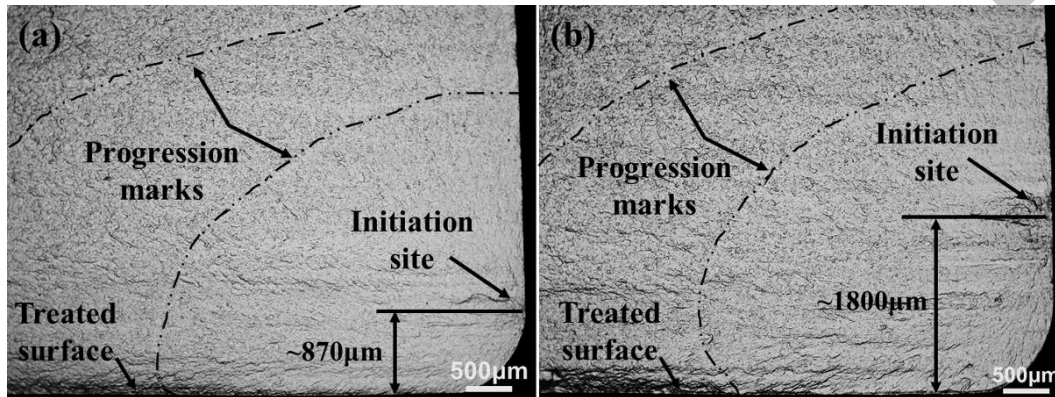 (a)
Progression
marks
Initiation
site
Treated
surface
~870µm
500µm
(b)
Progression
marks
Initiation
site
Treated
surface
~1800µm
500µm